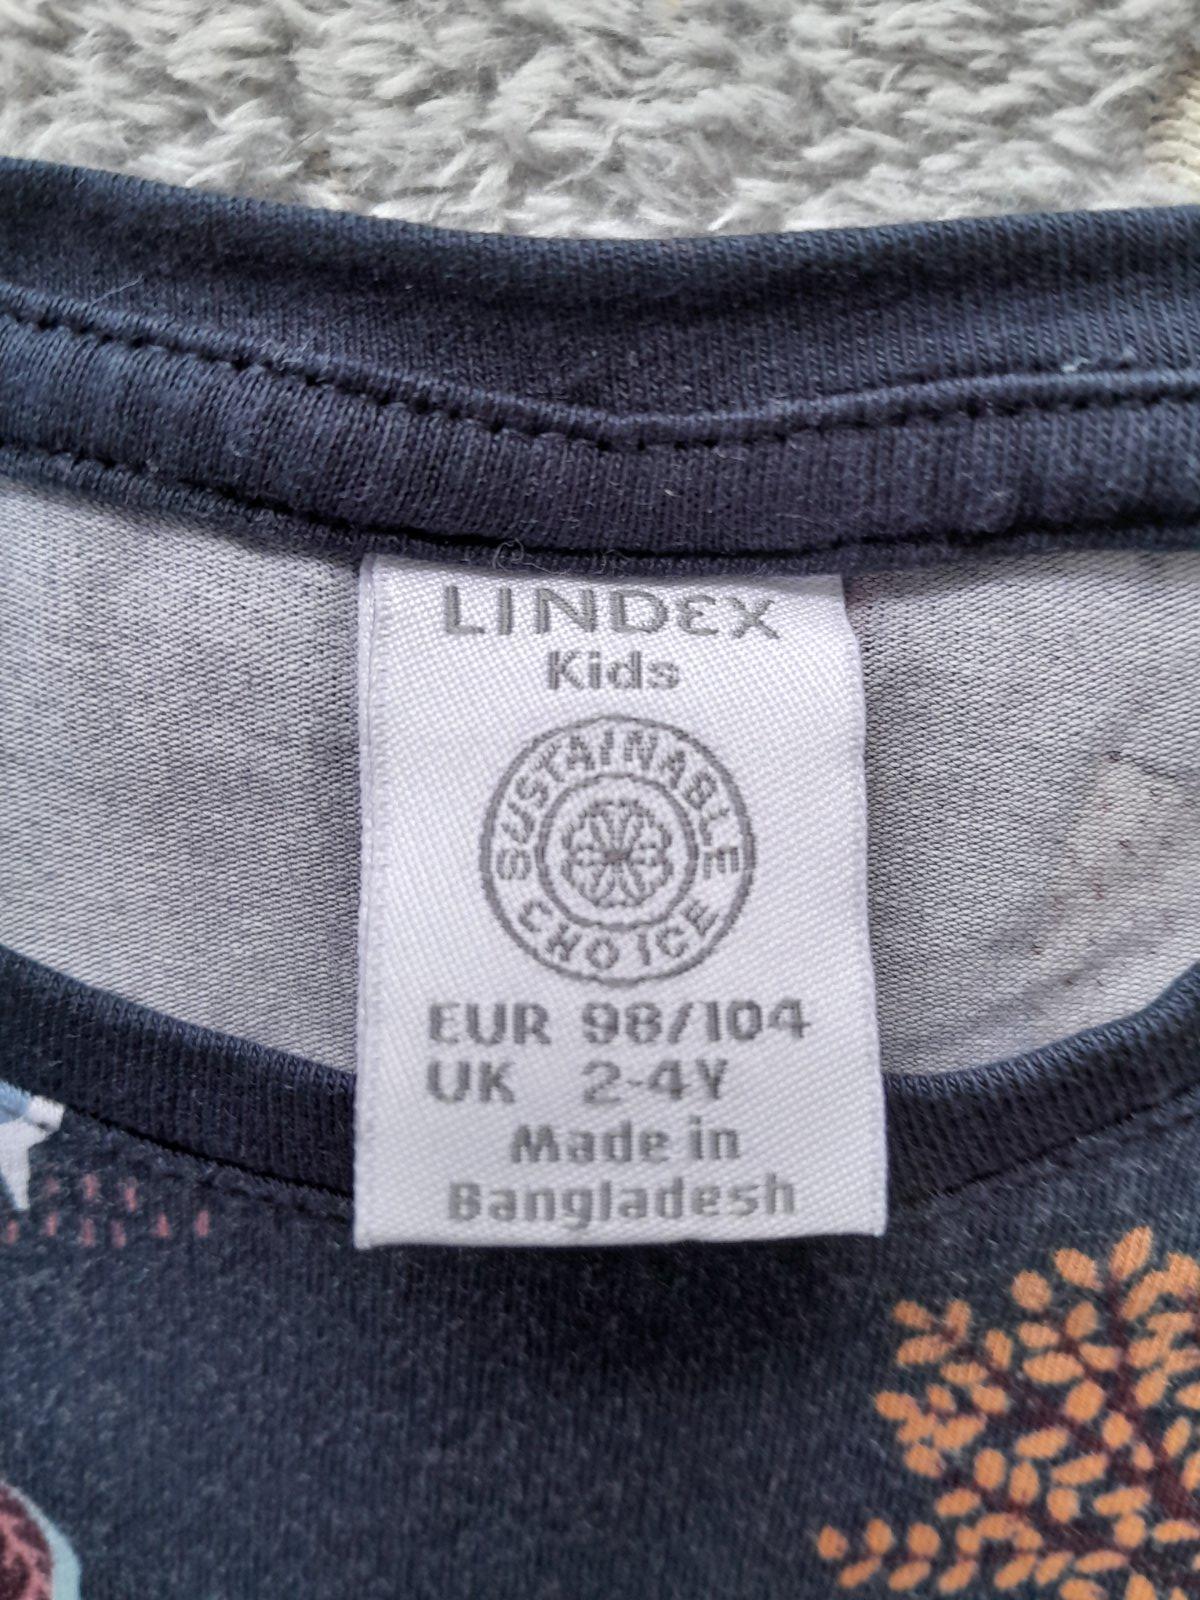 LINDEX
Kids
SUSTAINABLE CHOICE
EUR 98/104
UK 2-4Y
Made in
Bangladesh